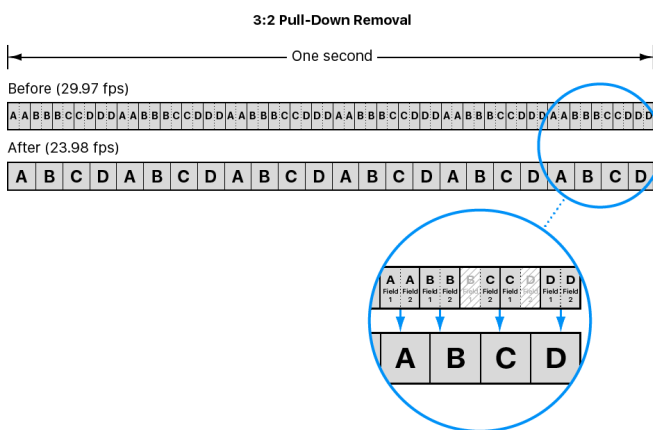 3:2 Pull-Down Removal
One second
Before (29.97 fps)
A A B B B C C D D D A A B B B C C D D D A A B B B C C D D D A A B B B C C D D D A A B B B C C D D D A A B B B C C D D D
After (23.98 fps)
A B C D A B C D A B C D A B C D A B C D A B C D
A A B B B C C D D D
Field Field Field Field Field Field Field Field Field Field
1 2 1 2 1 2 1 2 1 2
A B C D